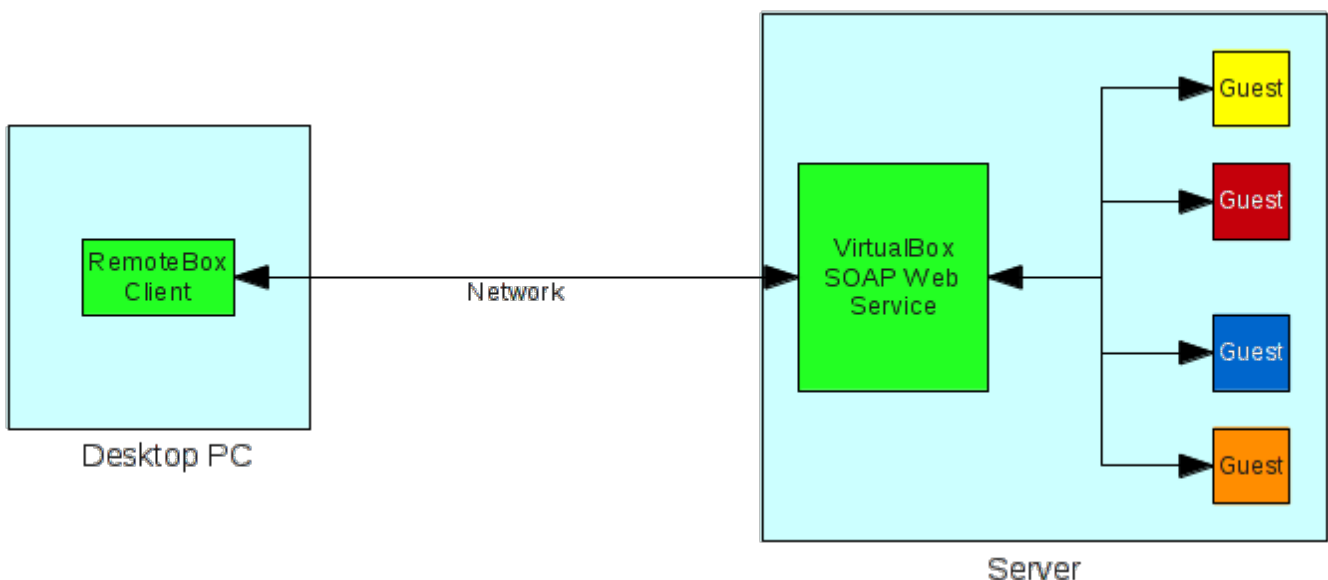 RemoteBox
Client
Desktop PC
Network
VirtualBox
SOAP Web
Service
Guest
Guest
Guest
Guest
Server